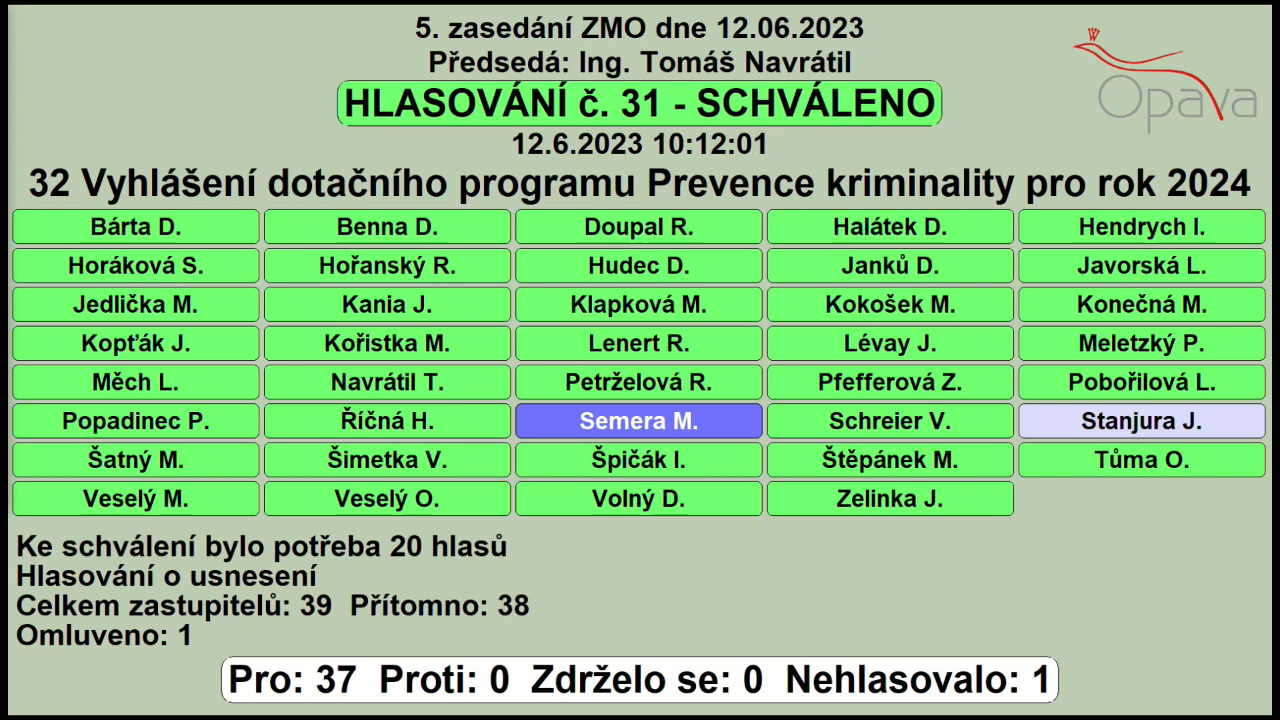 5. zasedání ZMO dne 12.06.2023
Předsedá: Ing. Tomáš Navrátil
HLASOVÁNÍ č. 31 - SCHVÁLENO
Opava
12.6.2023 10:12:01
32 Vyhlášení dotačního programu Prevence kriminality pro rok 2024
Bárta D. Benna D. Doupal R. Halátek D. Hendrych I.
Horáková S. Hořanský R. Hudec D. Janků D. Javorská L.
Jedlička M. Kania J. Klapková M. Kokošek M. Konečná M.
Kopťák J. Kořistka M. Lenert R. Lévay J. Meletzký P.
Měch L. Navrátil T. Petrželová R. Pfefferová Z. Pobořilová L.
Popadinec P. Říčná H. Semera M. Schreier V. Stanjura J.
Šatný M. Šimetka V. Špičák I. Štěpánek M. Tůma O.
Veselý M. Veselý O. Volný D. Zelinka J.
Ke schválení bylo potřeba 20 hlasů
Hlasování o usnesení
Celkem zastupitelů: 39 Přítomno: 38
Omluveno: 1
Pro: 37 Proti: 0 Zdrželo se: 0 Nehlasovalo: 1